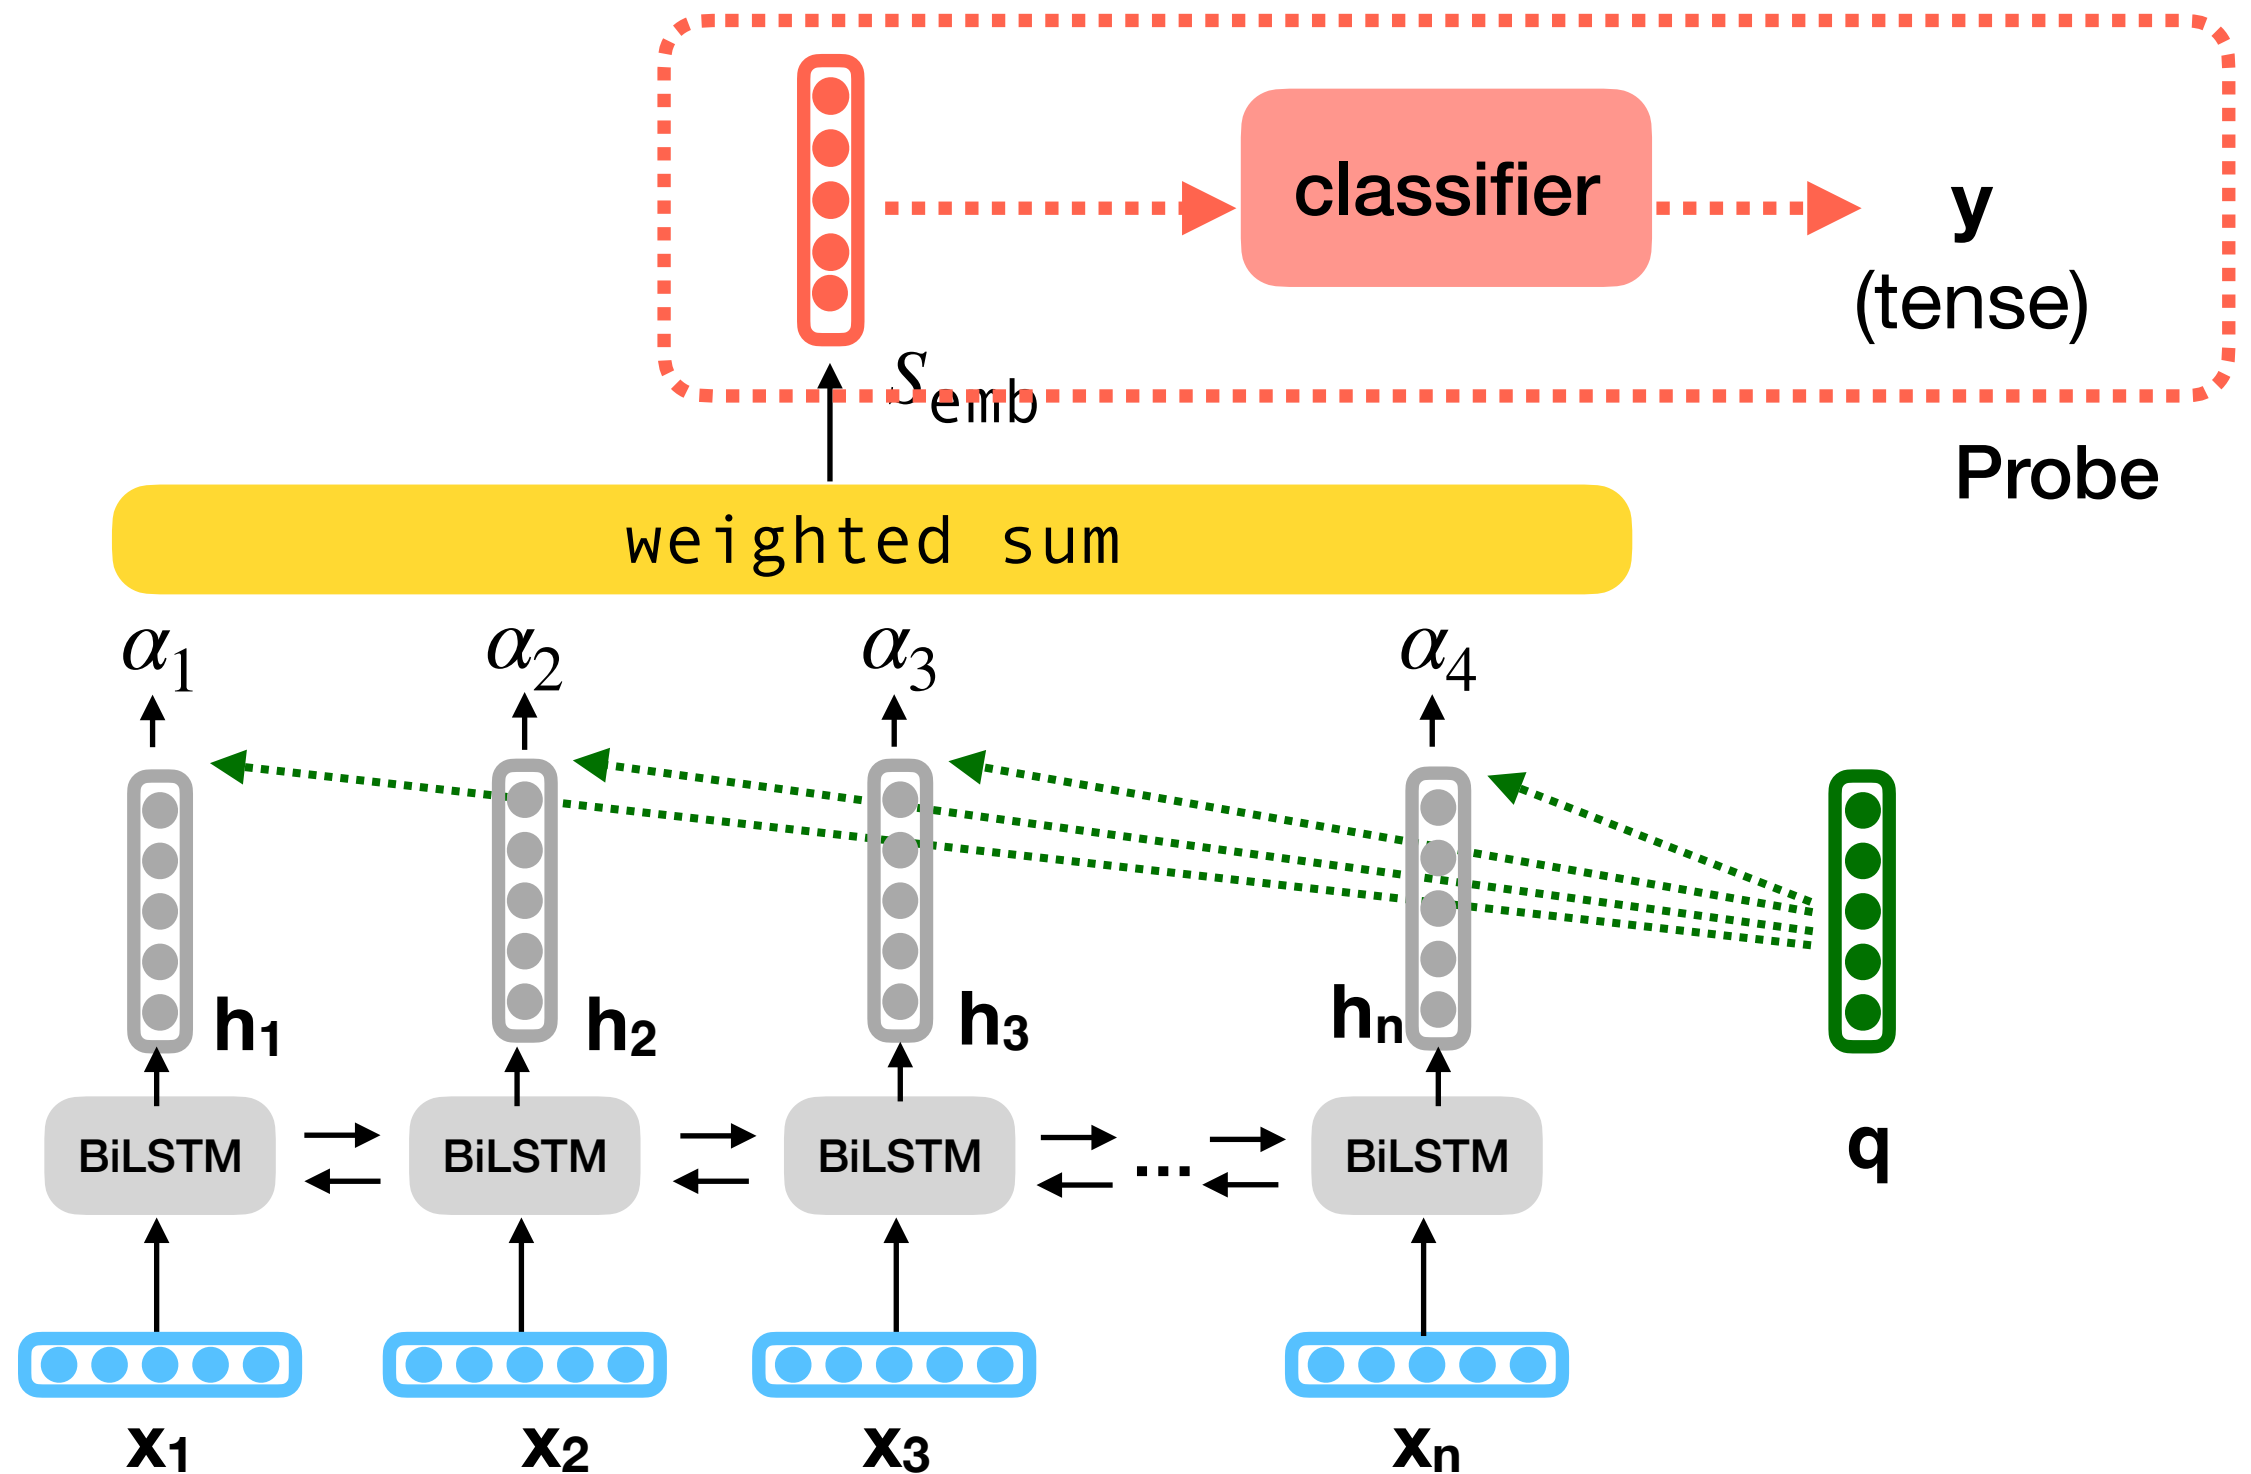 classifier
y
(tense)
S_emb
Probe
weighted sum
α₁ α₂ α₃ α₄
h₁ h₂ h₃ hₙ
BiLSTM BiLSTM BiLSTM ... BiLSTM
q
x₁ x₂ x₃ xₙ